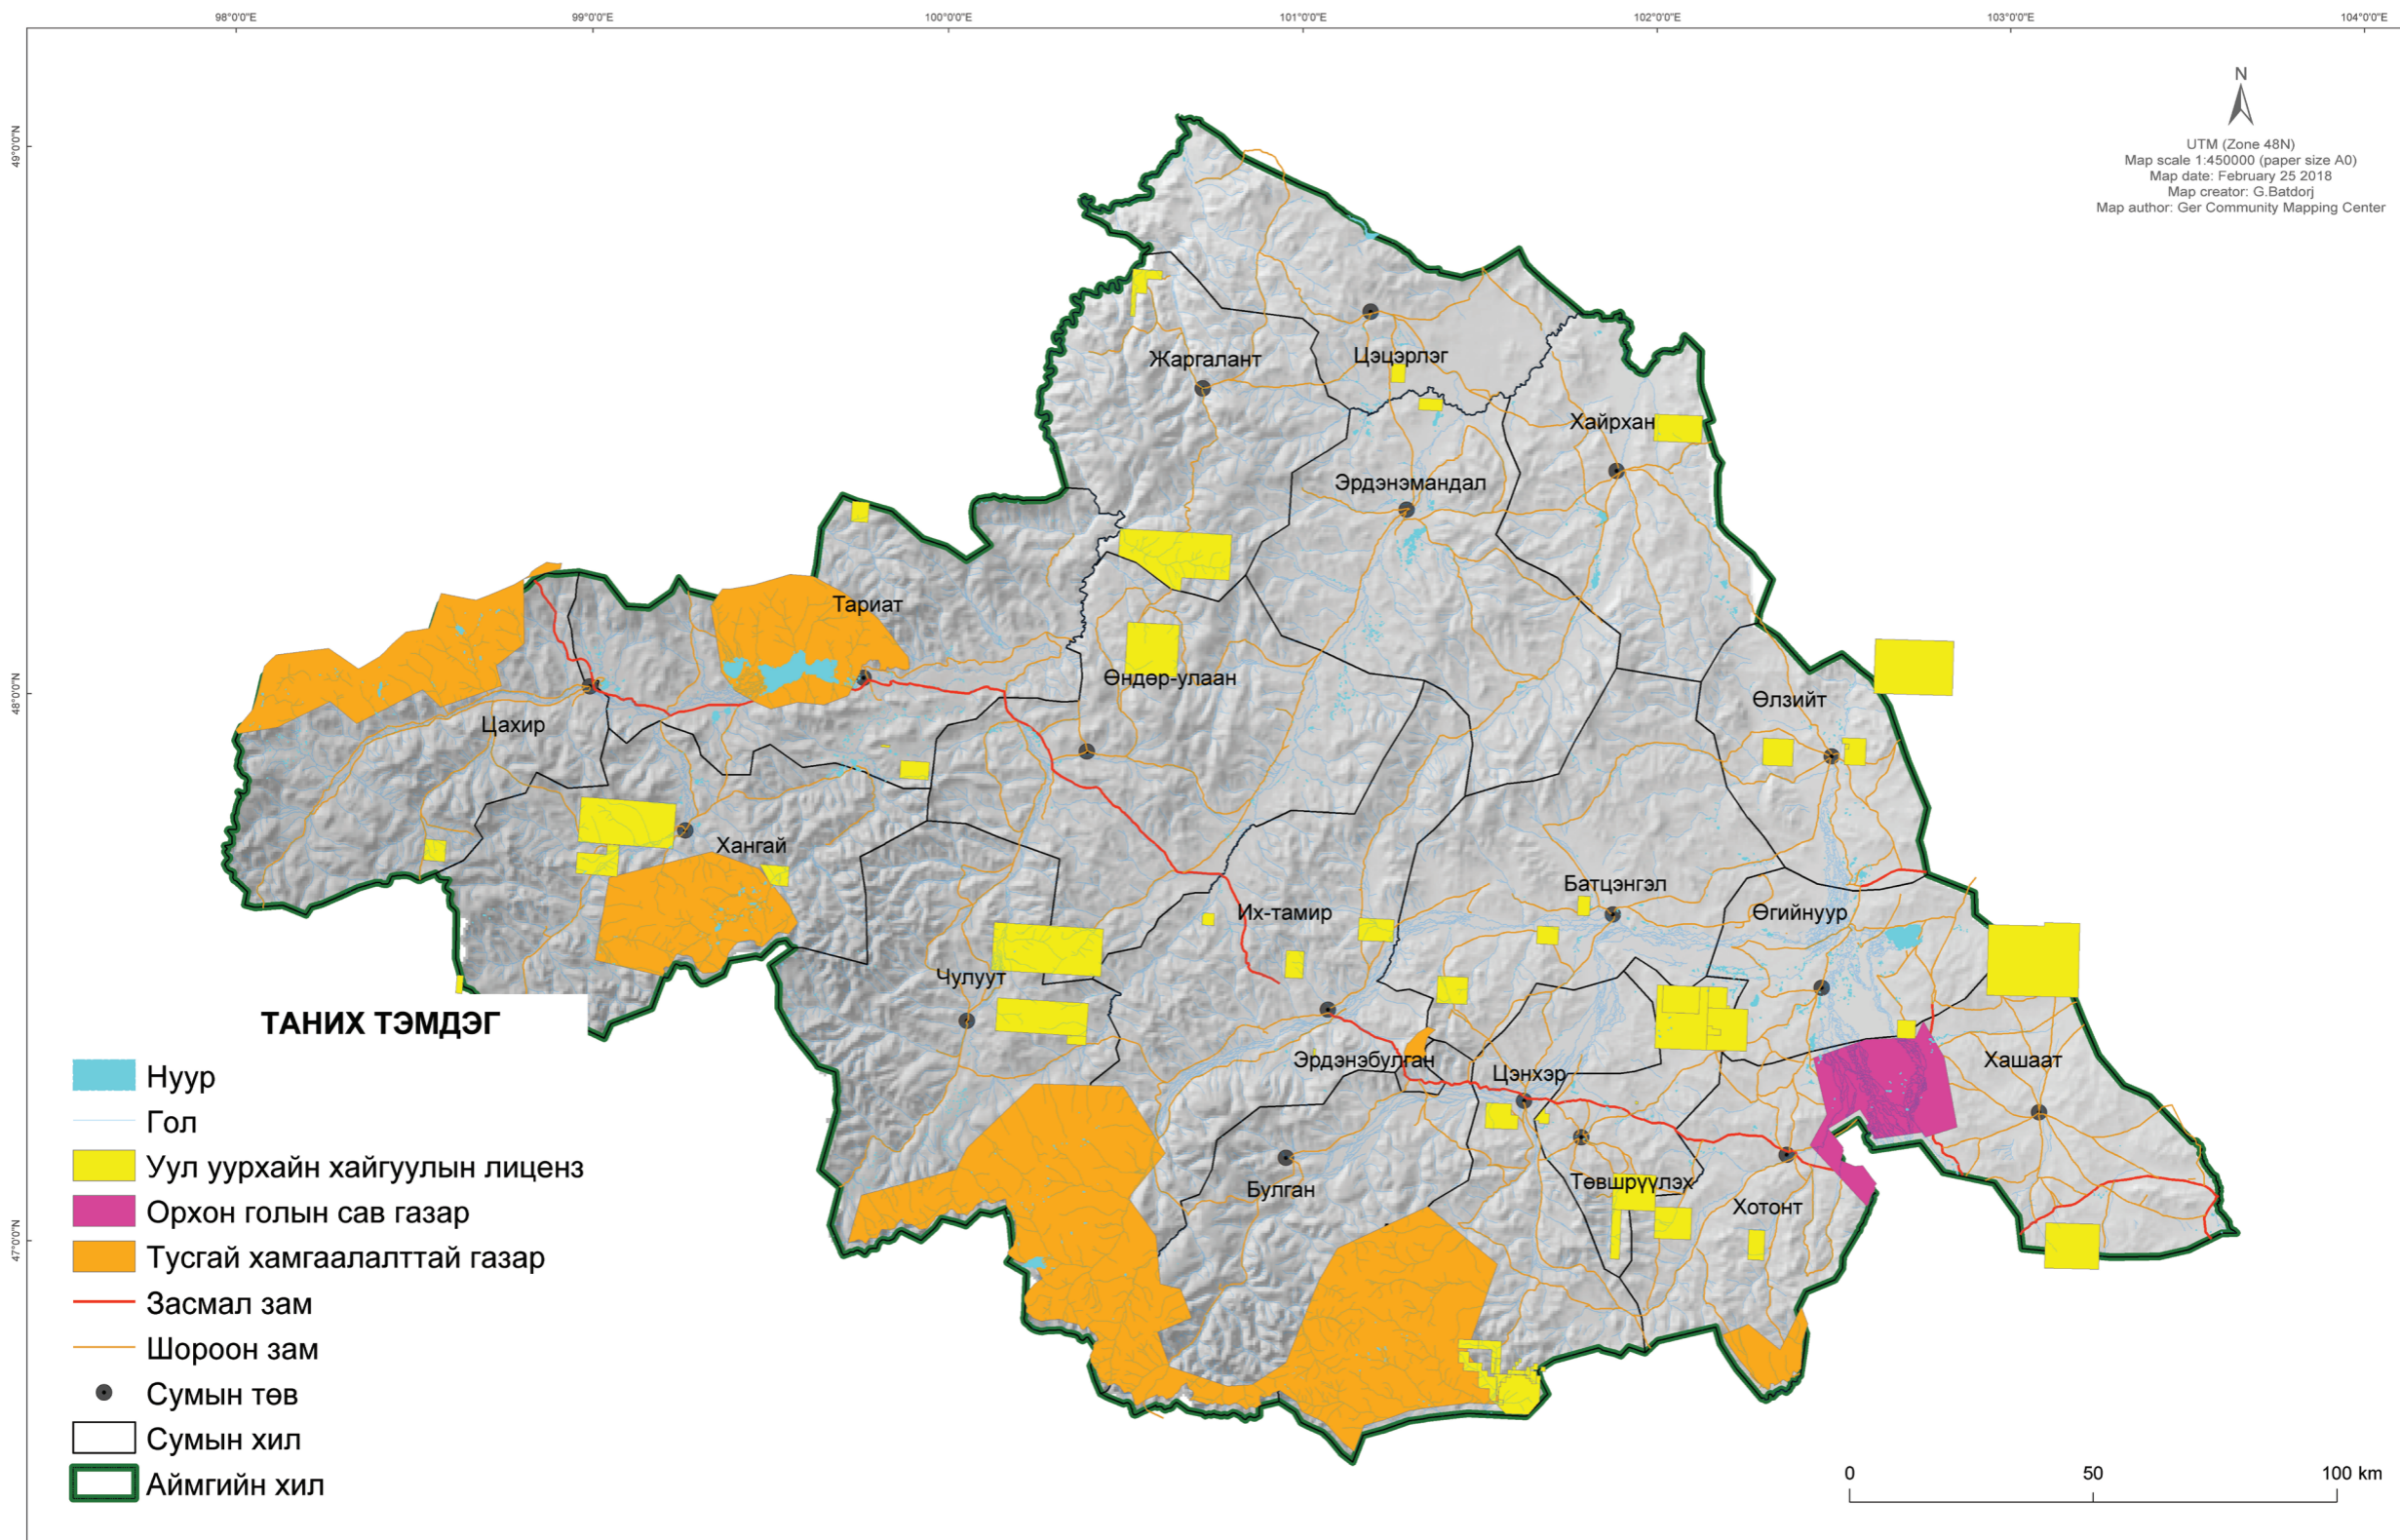 98°0'0"E
99°0'0"E
100°0'0"E
101°0'0"E
102°0'0"E
103°0'0"E
104°0'0"E
49°0'0"N
48°0'0"N
47°0'0"N
N
UTM (Zone 48N)
Map scale 1:450000 (paper size A0)
Map date: February 25 2018
Map creator: G.Batdorj
Map author: Ger Community Mapping Center
Жаргалант
Цэцэрлэг
Хайрхан
Эрдэнэмандал
Тариат
Өндөр-улаан
Өлзийт
Цахир
Хангай
Батцэнгэл
Их-тамир
Өгийнуур
Чулуут
Эрдэнэбулган
Цэнхэр
Хашаат
Булган
Төвшрүүлэх
Хотонт
ТАНИХ ТЭМДЭГ
Нуур
Гол
Уул уурхайн хайгуулын лиценз
Орхон голын сав газар
Тусгай хамгаалалттай газар
Засмал зам
Шороон зам
Сумын төв
Сумын хил
Аймгийн хил
0 50 100 km